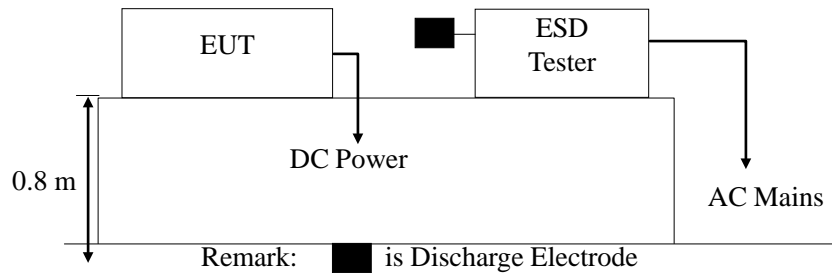 EUT
ESD
Tester
DC Power
0.8 m
AC Mains
Remark: is Discharge Electrode